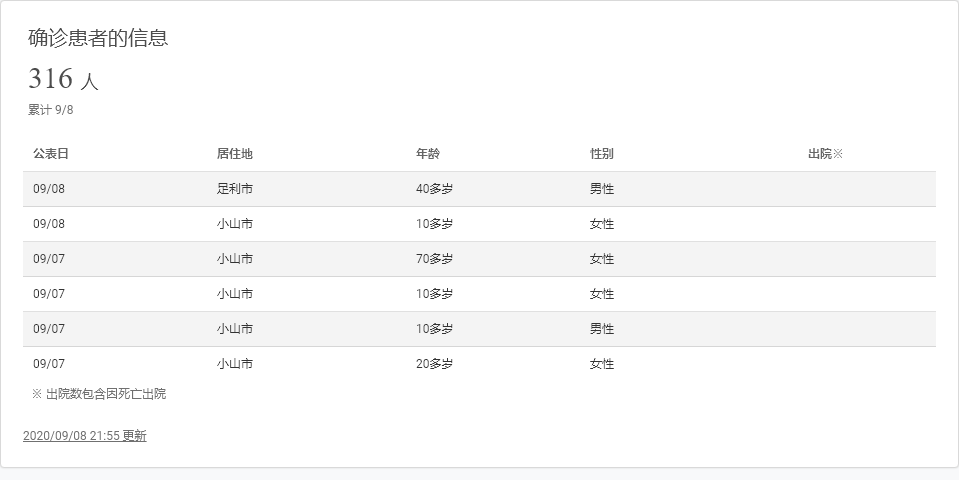 确诊患者的信息
316 人
累计 9/8
公表日 居住地 年龄 性别 出院※
09/08 足利市 40多岁 男性
09/08 小山市 10多岁 女性
09/07 小山市 70多岁 女性
09/07 小山市 10多岁 女性
09/07 小山市 10多岁 男性
09/07 小山市 20多岁 女性
※ 出院数包含因死亡出院
2020/09/08 21:55 更新